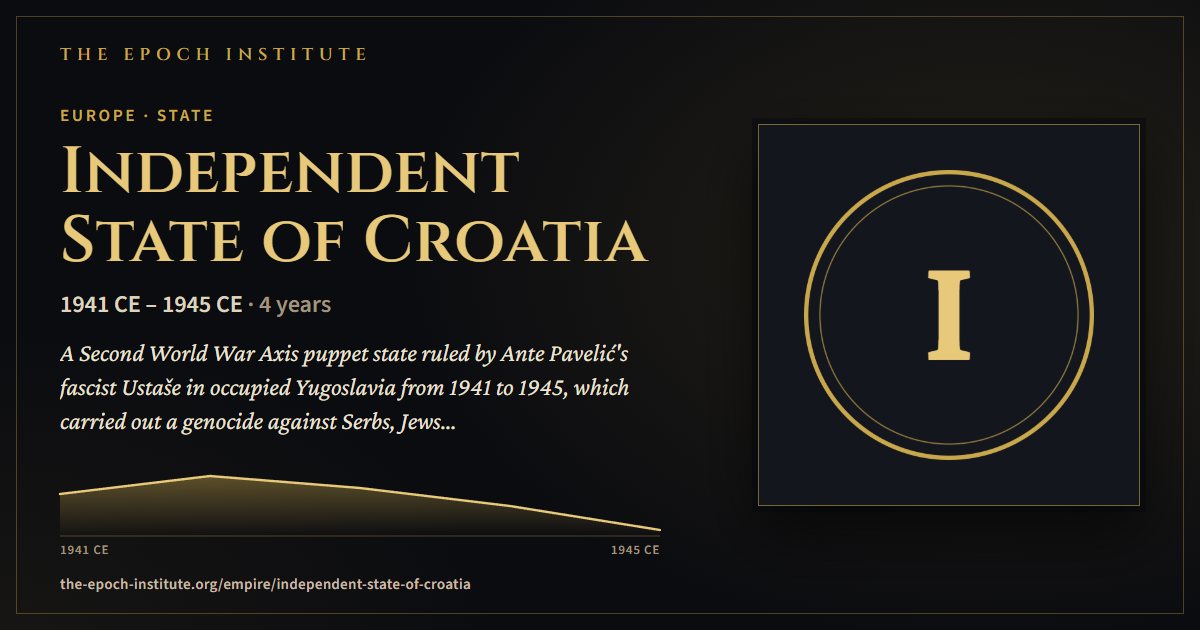 THE EPOCH INSTITUTE
EUROPE · STATE
INDEPENDENT
STATE OF CROATIA
1941 CE – 1945 CE · 4 years
A Second World War Axis puppet state ruled by Ante Pavelić's
fascist Ustaše in occupied Yugoslavia from 1941 to 1945, which
carried out a genocide against Serbs, Jews...
I
1941 CE
1945 CE
the-epoch-institute.org/empire/independent-state-of-croatia